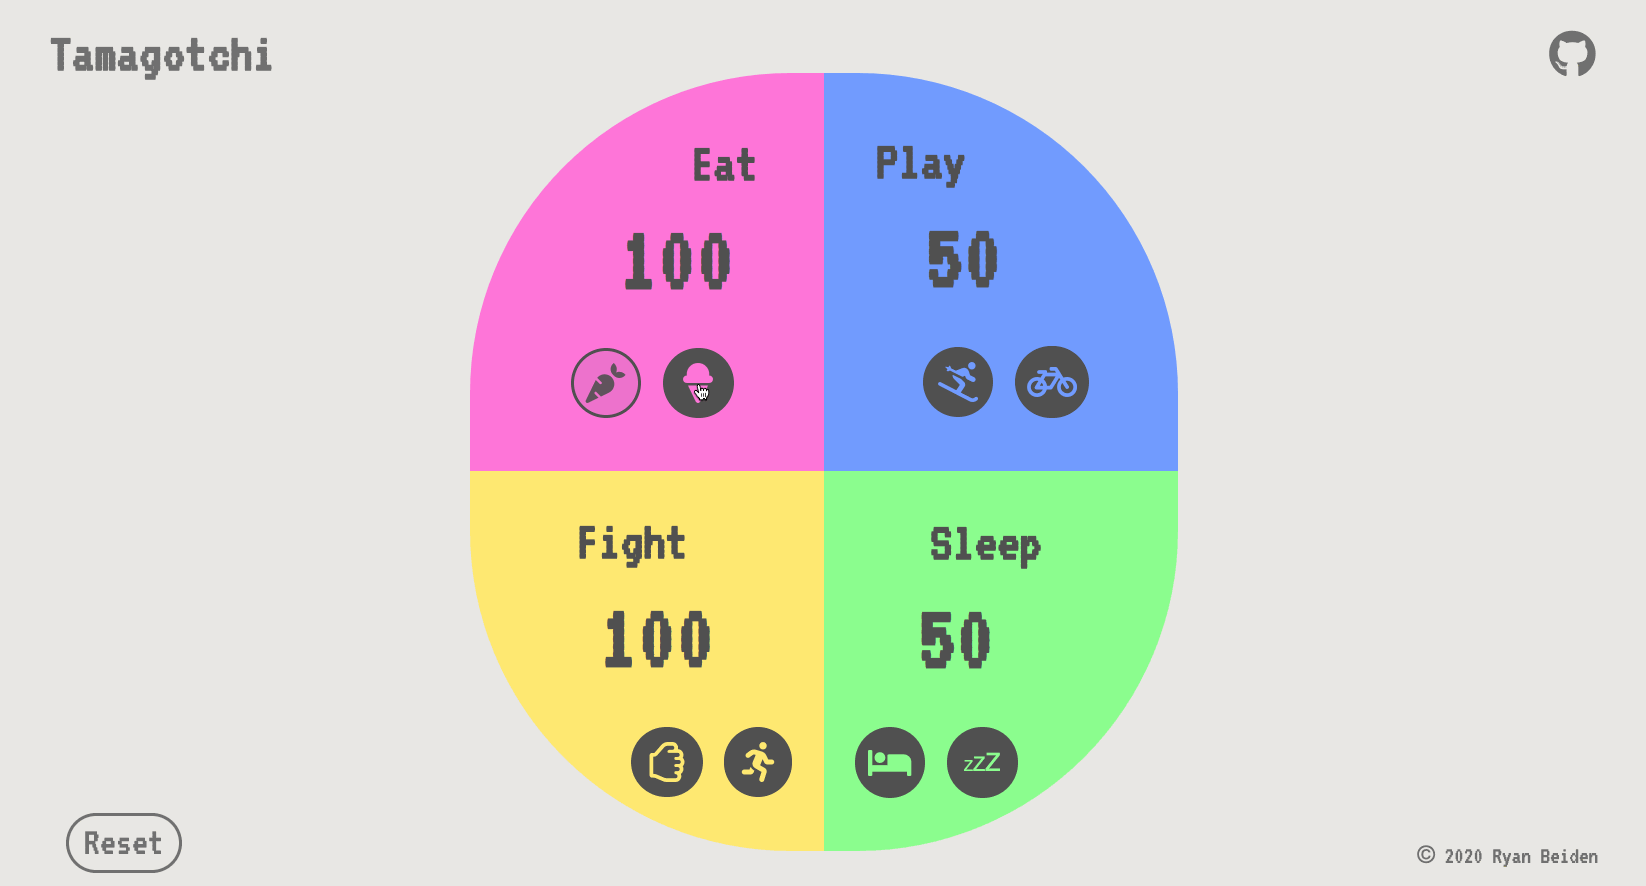 Tamagotchi
Eat
100
Play
50
Fight
100
Sleep
50
zzZ
Reset
© 2020 Ryan Beiden